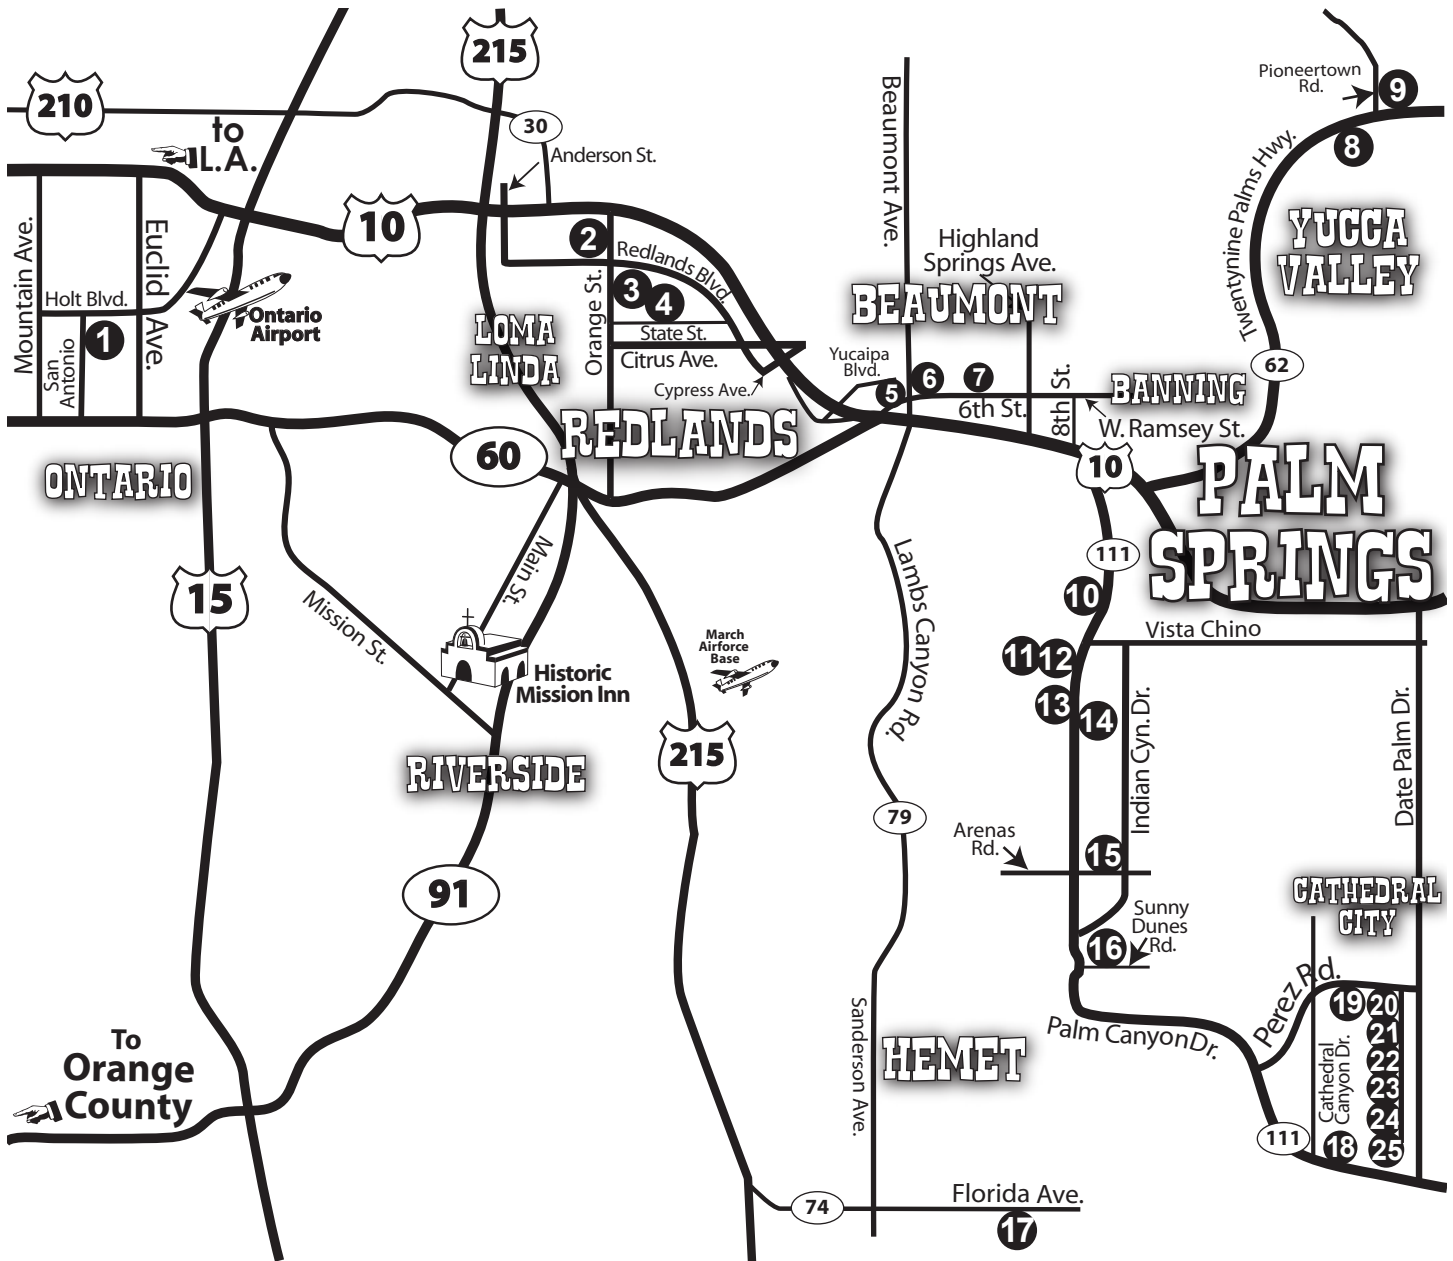 215
210
30
to
L.A.
Anderson St.
10
Mountain Ave.
Euclid Ave.
Holt Blvd.
San
Antonio
1
Ontario
Airport
LOMA
LINDA
2
Redlands Blvd.
Orange St.
3
4
State St.
Citrus Ave.
Cypress Ave.
REDLANDS
60
ONTARIO
15
Mission St.
Main St.
Historic
Mission Inn
RIVERSIDE
91
To
Orange
County
March
Airforce
Base
215
Beaumont Ave.
Highland
Springs Ave.
BEAUMONT
Yucaipa
Blvd.
5
6
7
6th St.
8th St.
BANNING
W. Ramsey St.
10
Pioneertown
Rd.
9
8
Twentynine Palms Hwy.
YUCCA
VALLEY
62
PALM
SPRINGS
111
10
Vista Chino
11
12
13
14
Indian Cyn. Dr.
Date Palm Dr.
Lambs Canyon Rd.
79
Arenas
Rd.
15
Sunny
Dunes
Rd.
16
CATHEDRAL
CITY
Perez Rd.
Palm Canyon Dr.
19
20
21
22
23
24
25
Cathedral
Canyon Dr.
18
111
Sanderson Ave.
HEMET
74
Florida Ave.
17